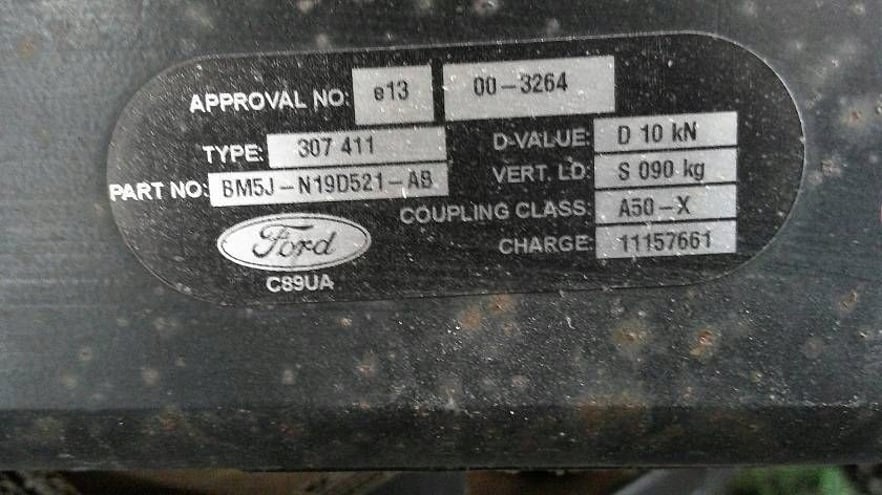 APPROVAL NO: e13 00-3264
TYPE: 307 411
PART NO: BM5J-N19D521-AB
Ford
C89UA
D-VALUE: D 10 kN
VERT. LD: S 090 kg
COUPLING CLASS: A50-X
CHARGE: 11157661